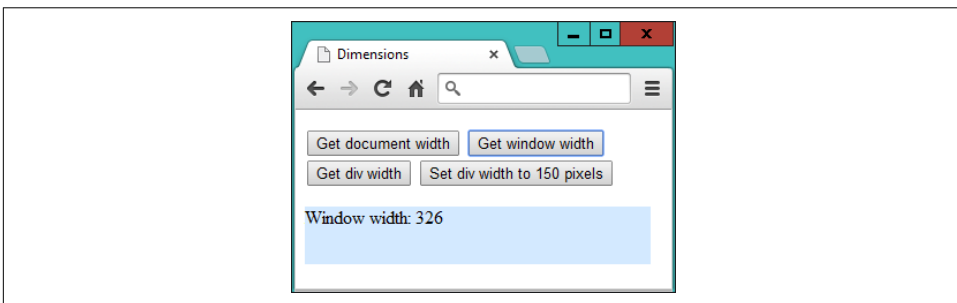 Dimensions
Get document width Get window width
Get div width Set div width to 150 pixels
Window width: 326